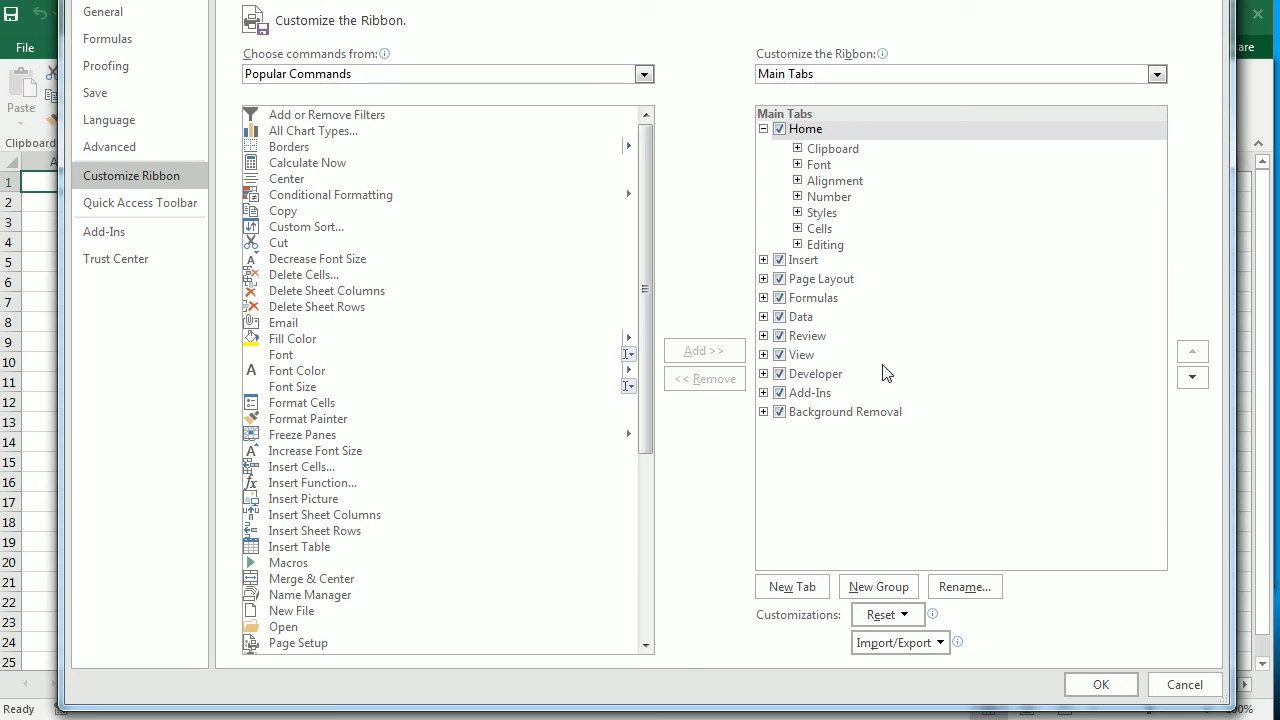 File
are
Paste
Clipboard
A
1
2
3
4
5
6
7
8
9
10
11
12
13
14
15
16
17
18
19
20
21
22
23
24
25
Ready
General
Formulas
Proofing
Save
Language
Advanced
Customize Ribbon
Quick Access Toolbar
Add-Ins
Trust Center
Customize the Ribbon.
Choose commands from:
Popular Commands
Add or Remove Filters
All Chart Types...
Borders
Calculate Now
Center
Conditional Formatting
Copy
Custom Sort...
Cut
Decrease Font Size
Delete Cells...
Delete Sheet Columns
Delete Sheet Rows
Email
Fill Color
Font
Font Color
Font Size
Format Cells
Format Painter
Freeze Panes
Increase Font Size
Insert Cells...
Insert Function...
Insert Picture
Insert Sheet Columns
Insert Sheet Rows
Insert Table
Macros
Merge & Center
Name Manager
New File
Open
Page Setup
Add >>
<< Remove
Customize the Ribbon:
Main Tabs
Main Tabs
Home
Clipboard
Font
Alignment
Number
Styles
Cells
Editing
Insert
Page Layout
Formulas
Data
Review
View
Developer
Add-Ins
Background Removal
New Tab
New Group
Rename...
Customizations:
Reset
Import/Export
OK
Cancel